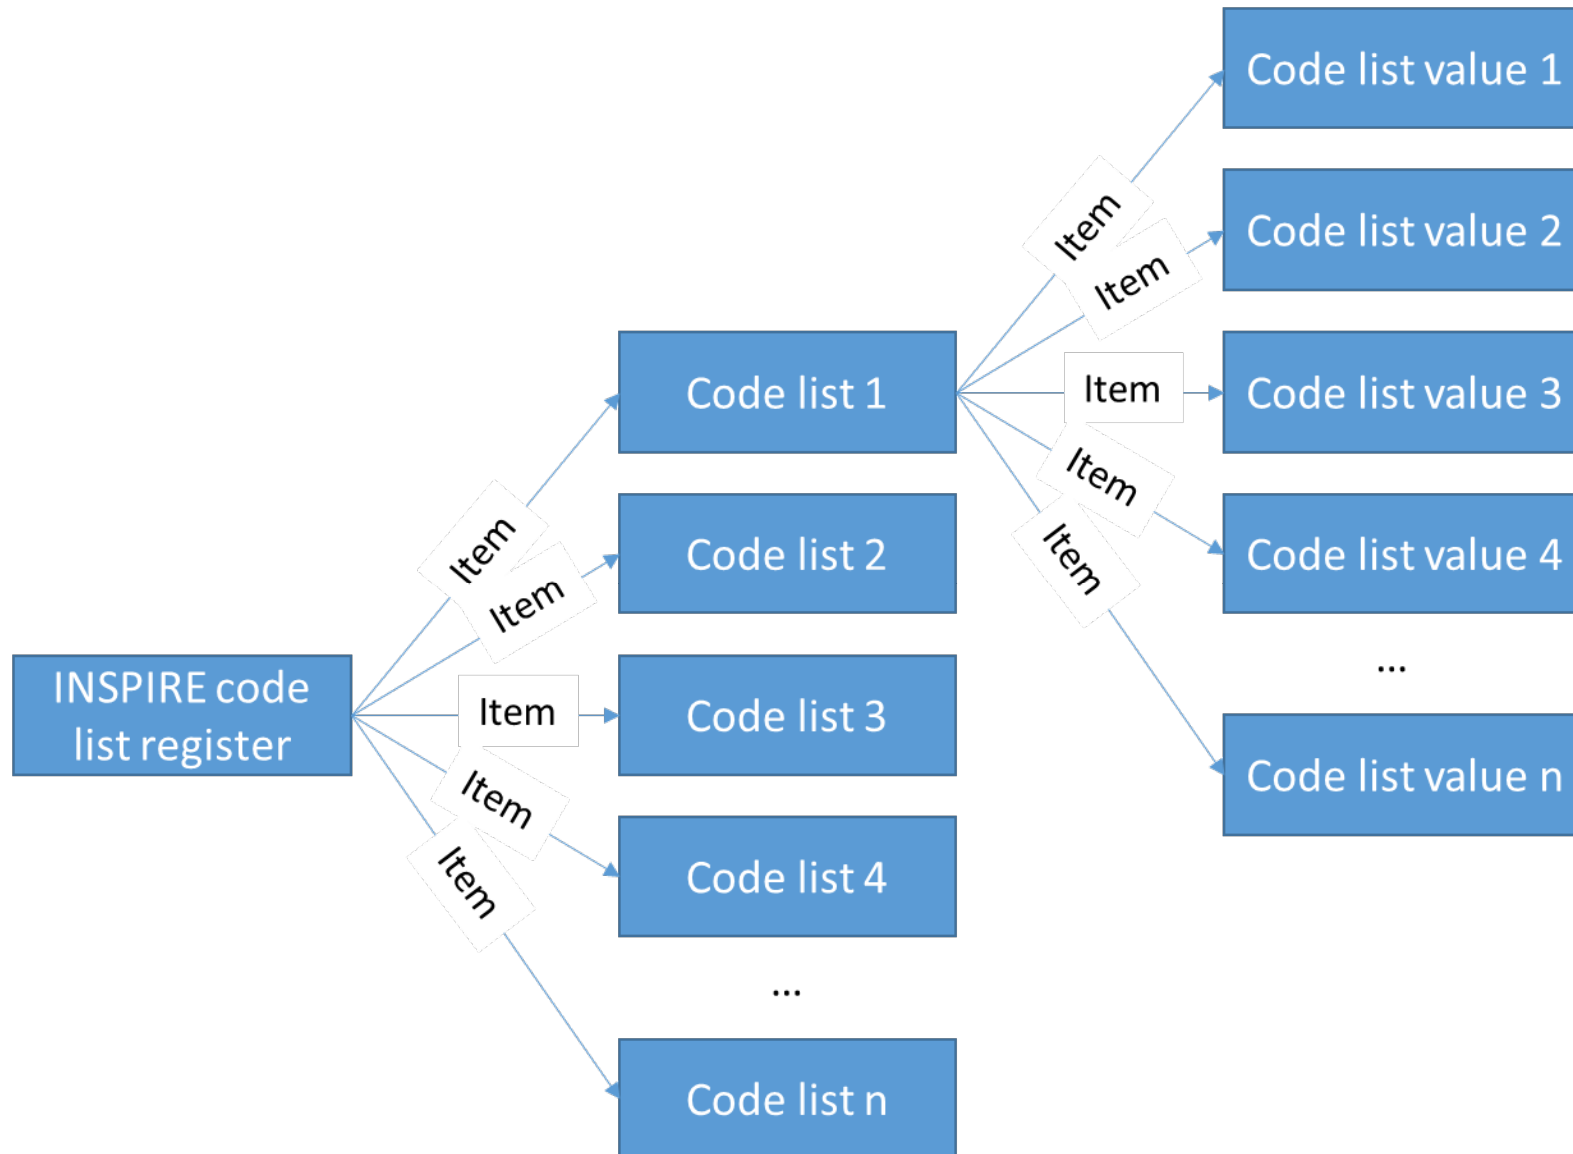 INSPIRE code
list register
Item
Item
Item
Item
Item
Code list 1
Code list 2
Code list 3
Code list 4
...
Code list n
Item
Item
Item
Item
Item
Code list value 1
Code list value 2
Code list value 3
Code list value 4
...
Code list value n